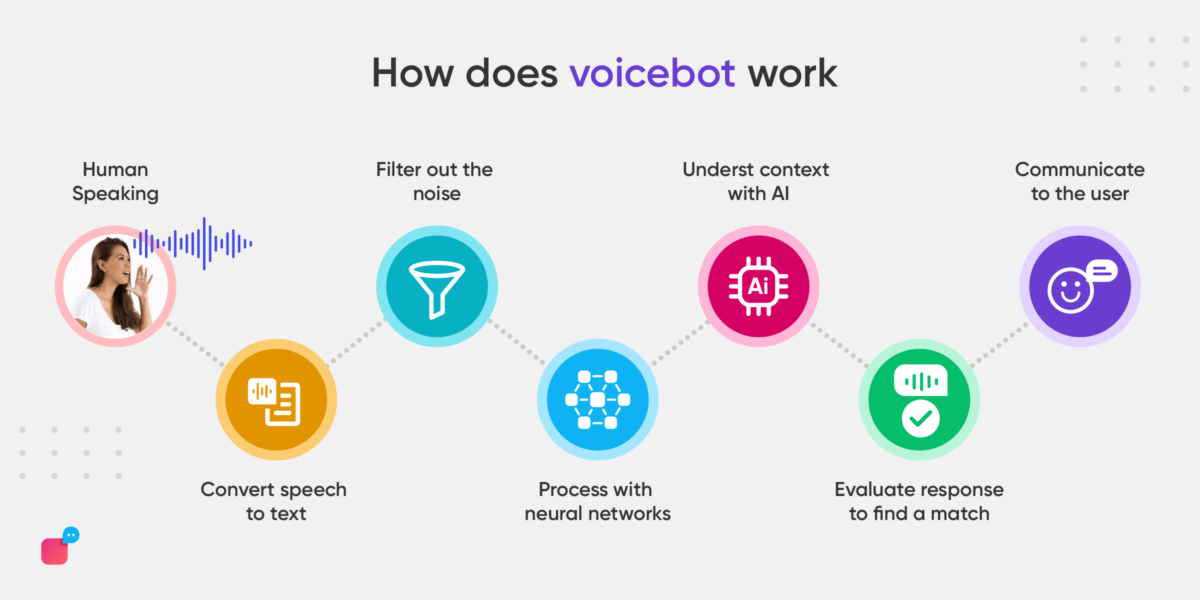 How does voicebot work
Human
Speaking
Convert speech
to text
Filter out the
noise
Process with
neural networks
Underst context
with AI
Ai
Evaluate response
to find a match
Communicate
to the user